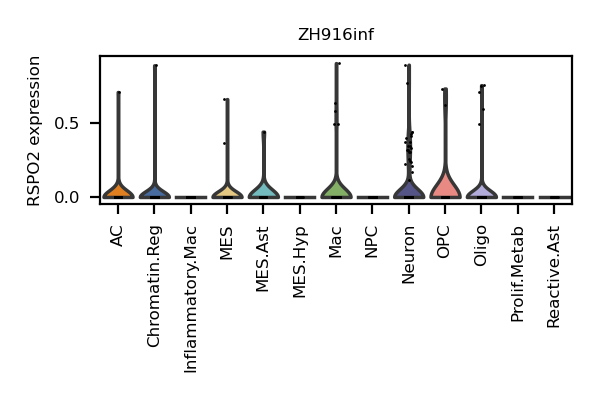 ZH916inf
RSPO2 expression
0.5
0.0
AC
Chromatin.Reg
Inflammatory.Mac
MES
MES.Ast
MES.Hyp
Mac
NPC
Neuron
OPC
Oligo
Prolif.Metab
Reactive.Ast